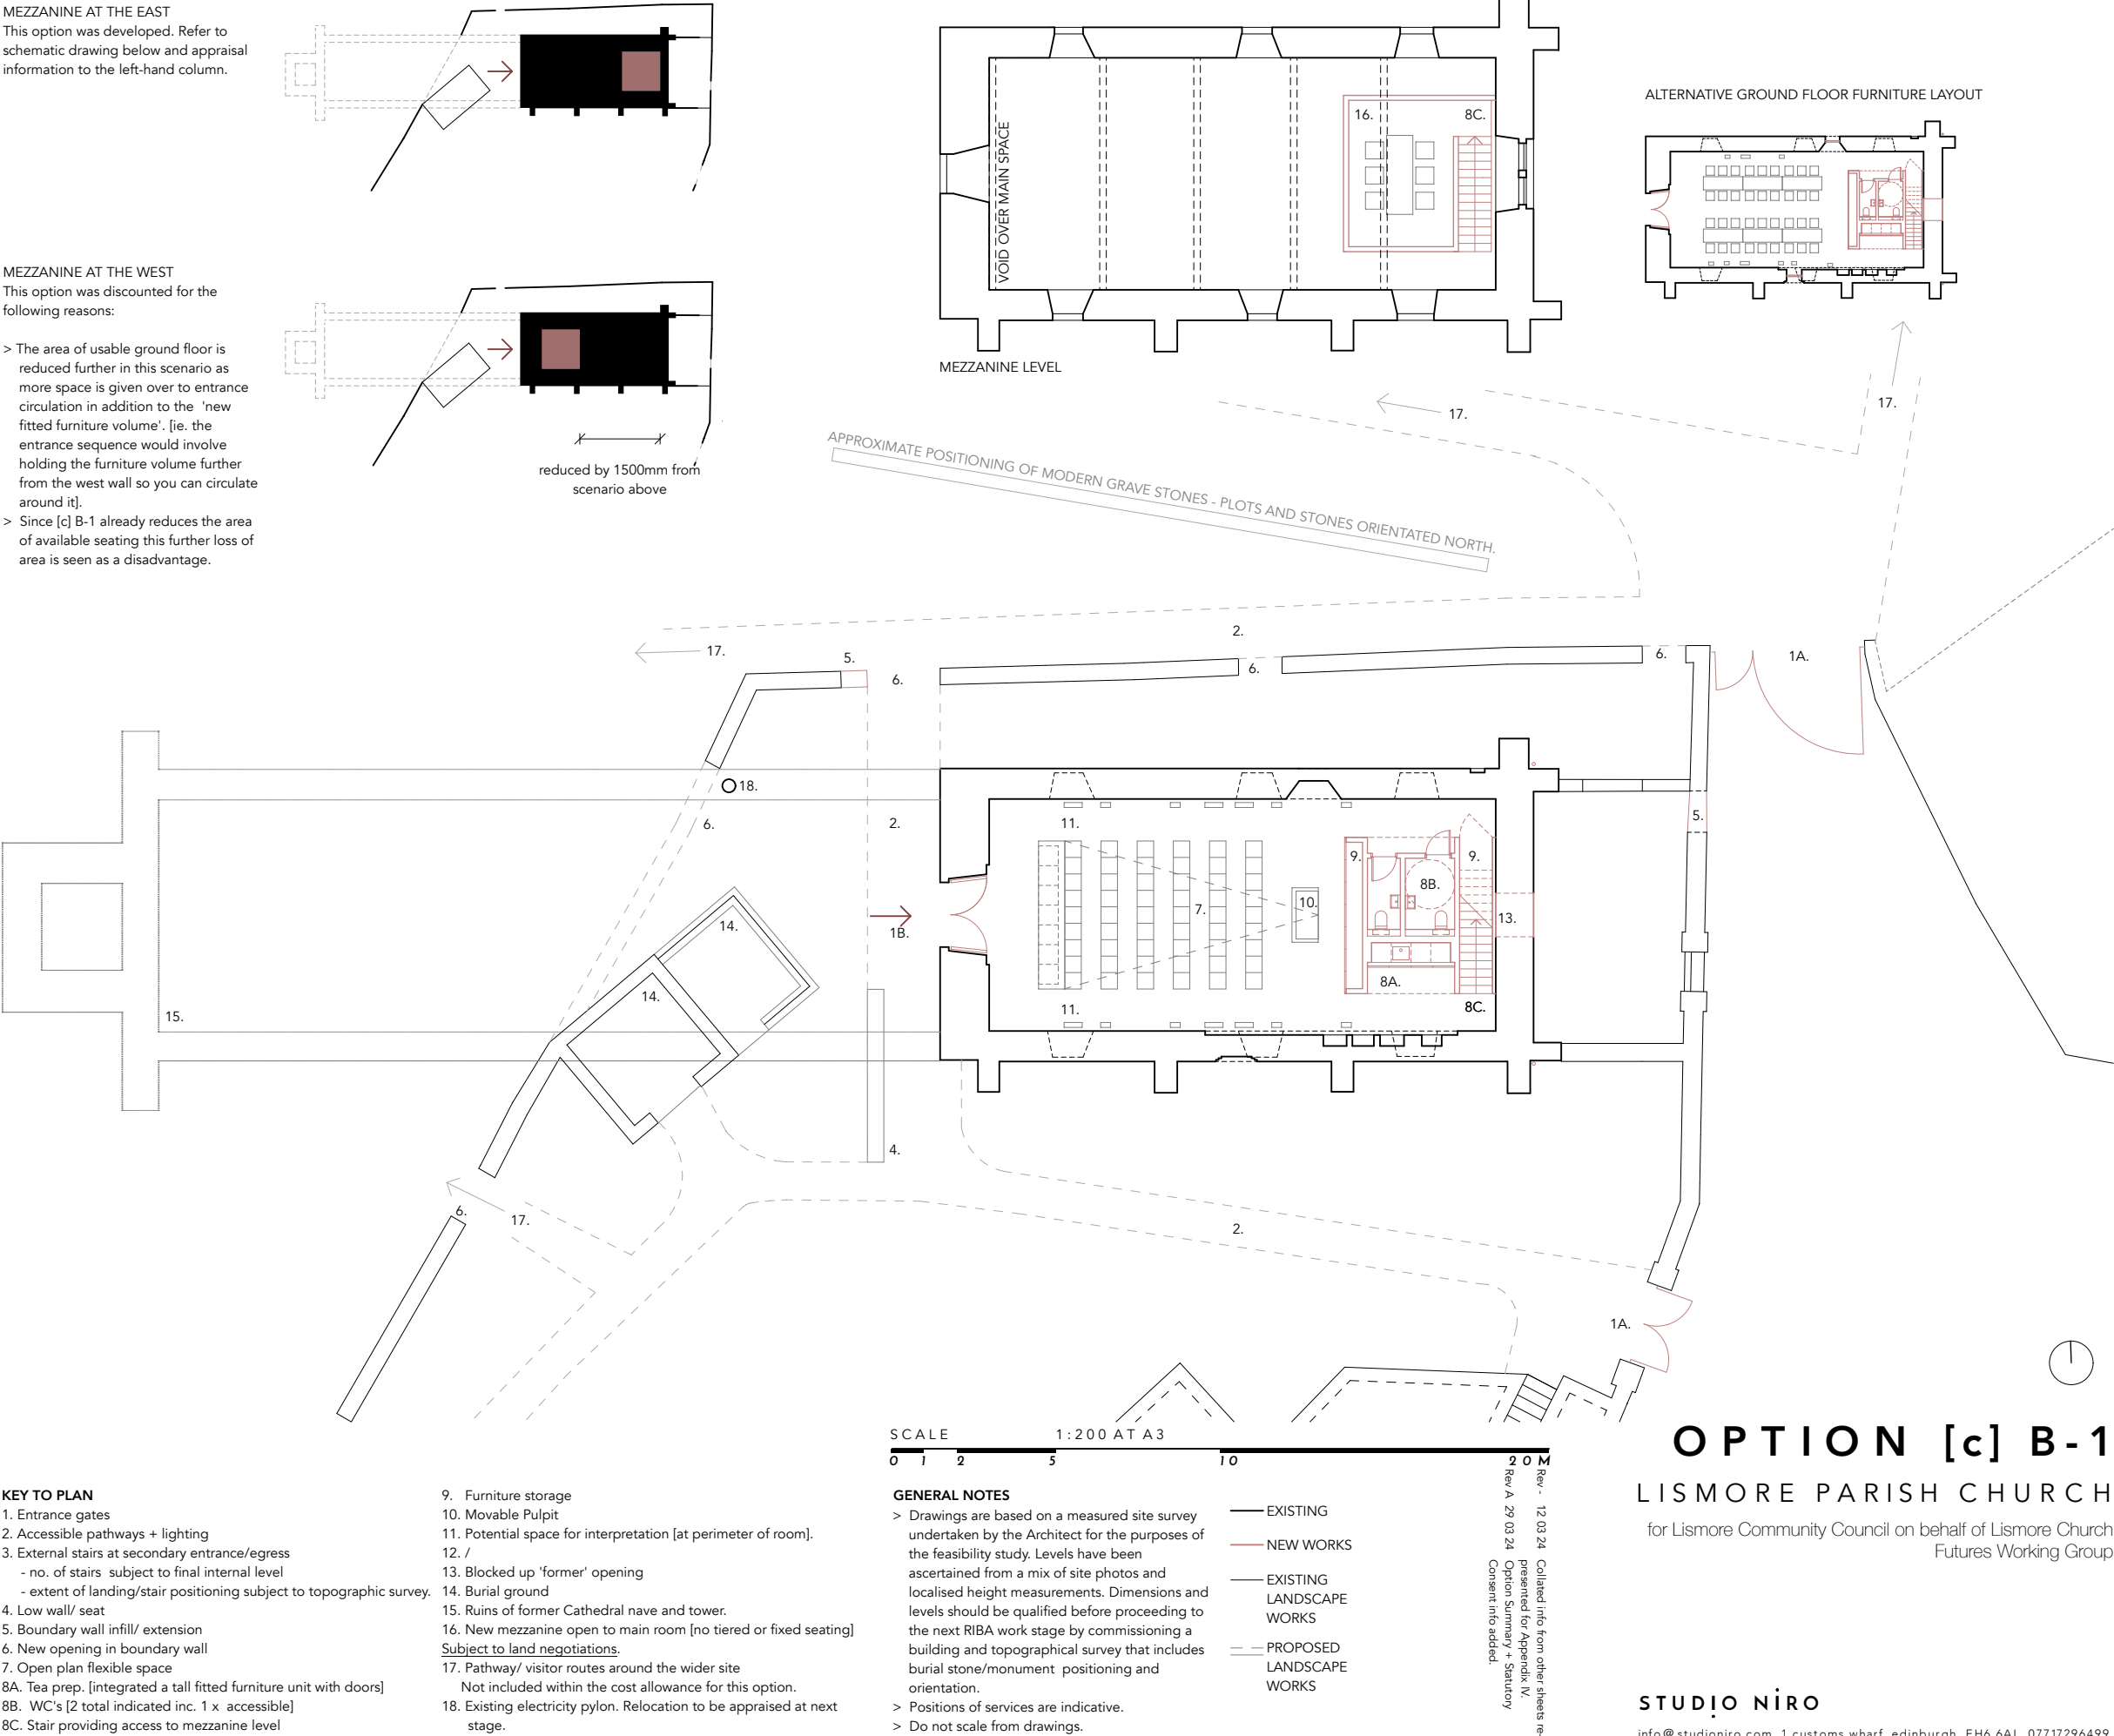 MEZZANINE AT THE EAST
This option was developed. Refer to
schematic drawing below and appraisal
information to the left-hand column.
MEZZANINE AT THE WEST
This option was discounted for the
following reasons:
> The area of usable ground floor is
reduced further in this scenario as
more space is given over to entrance
circulation in addition to the 'new
fitted furniture volume'. [ie. the
entrance sequence would involve
holding the furniture volume further
from the west wall so you can circulate
around it].
> Since [c] B-1 already reduces the area
of available seating this further loss of
area is seen as a disadvantage.
reduced by 1500mm from
scenario above
VOID OVER MAIN SPACE
16.
8C.
MEZZANINE LEVEL
ALTERNATIVE GROUND FLOOR FURNITURE LAYOUT
17.
17.
APPROXIMATE POSITIONING OF MODERN GRAVE STONES - PLOTS AND STONES ORIENTATED NORTH.
2.
17.
5.
6.
6.
6.
1A.
18.
6.
2.
11.
9.
9.
8B.
5.
7.
10.
13.
14.
1B.
14.
8A.
8C.
11.
15.
4.
6.
17.
2.
1A.
SCALE 1:200 AT A3
0 1 2 5 10 20M
OPTION [c] B-1
LISMORE PARISH CHURCH
for Lismore Community Council on behalf of Lismore Church
Futures Working Group
KEY TO PLAN
1. Entrance gates
2. Accessible pathways + lighting
3. External stairs at secondary entrance/egress
- no. of stairs subject to final internal level
- extent of landing/stair positioning subject to topographic survey.
4. Low wall/ seat
5. Boundary wall infill/ extension
6. New opening in boundary wall
7. Open plan flexible space
8A. Tea prep. [integrated a tall fitted furniture unit with doors]
8B. WC's [2 total indicated inc. 1 x accessible]
8C. Stair providing access to mezzanine level
9. Furniture storage
10. Movable Pulpit
11. Potential space for interpretation [at perimeter of room].
12. /
13. Blocked up 'former' opening
14. Burial ground
15. Ruins of former Cathedral nave and tower.
16. New mezzanine open to main room [no tiered or fixed seating]
Subject to land negotiations.
17. Pathway/ visitor routes around the wider site
Not included within the cost allowance for this option.
18. Existing electricity pylon. Relocation to be appraised at next
stage.
GENERAL NOTES
> Drawings are based on a measured site survey
undertaken by the Architect for the purposes of
the feasibility study. Levels have been
ascertained from a mix of site photos and
localised height measurements. Dimensions and
levels should be qualified before proceeding to
the next RIBA work stage by commissioning a
building and topographical survey that includes
burial stone/monument positioning and
orientation.
> Positions of services are indicative.
> Do not scale from drawings.
EXISTING
NEW WORKS
EXISTING
LANDSCAPE
WORKS
PROPOSED
LANDSCAPE
WORKS
Rev - 12 03 24 Collated info from other sheets re-
presented for Appendix IV.
Rev A 29 03 24 Option Summary + Statutory
Consent info added.
STUDIO NIRO
info@studioniro.com 1 customs wharf, edinburgh, EH6 6AL 07717296499